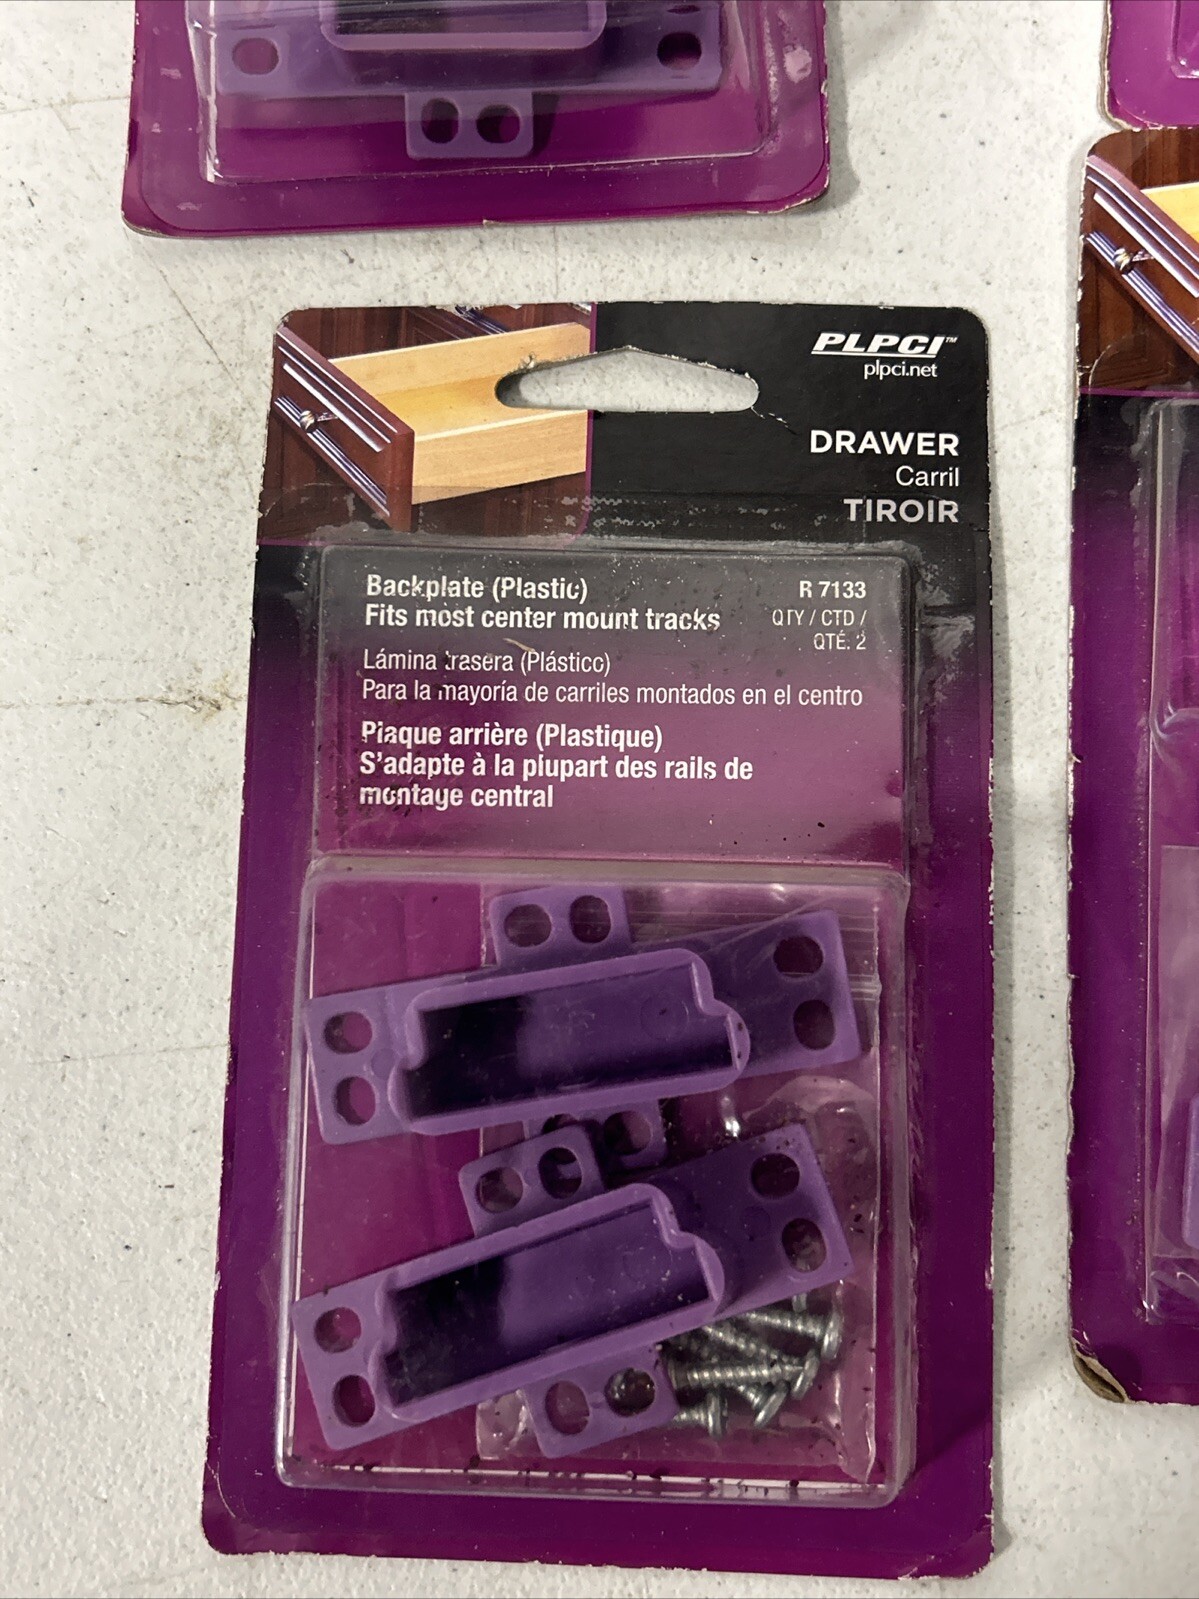 PLPCI™
plpci.net
DRAWER
Carril
TIROIR
Backplate (Plastic)
Fits most center mount tracks
R 7133
QTY / CTD /
QTÉ. 2
Lámina trasera (Plástico)
Para la mayoría de carriles montados en el centro
Plaque arrière (Plastique)
S'adapte à la plupart des rails de
montage central